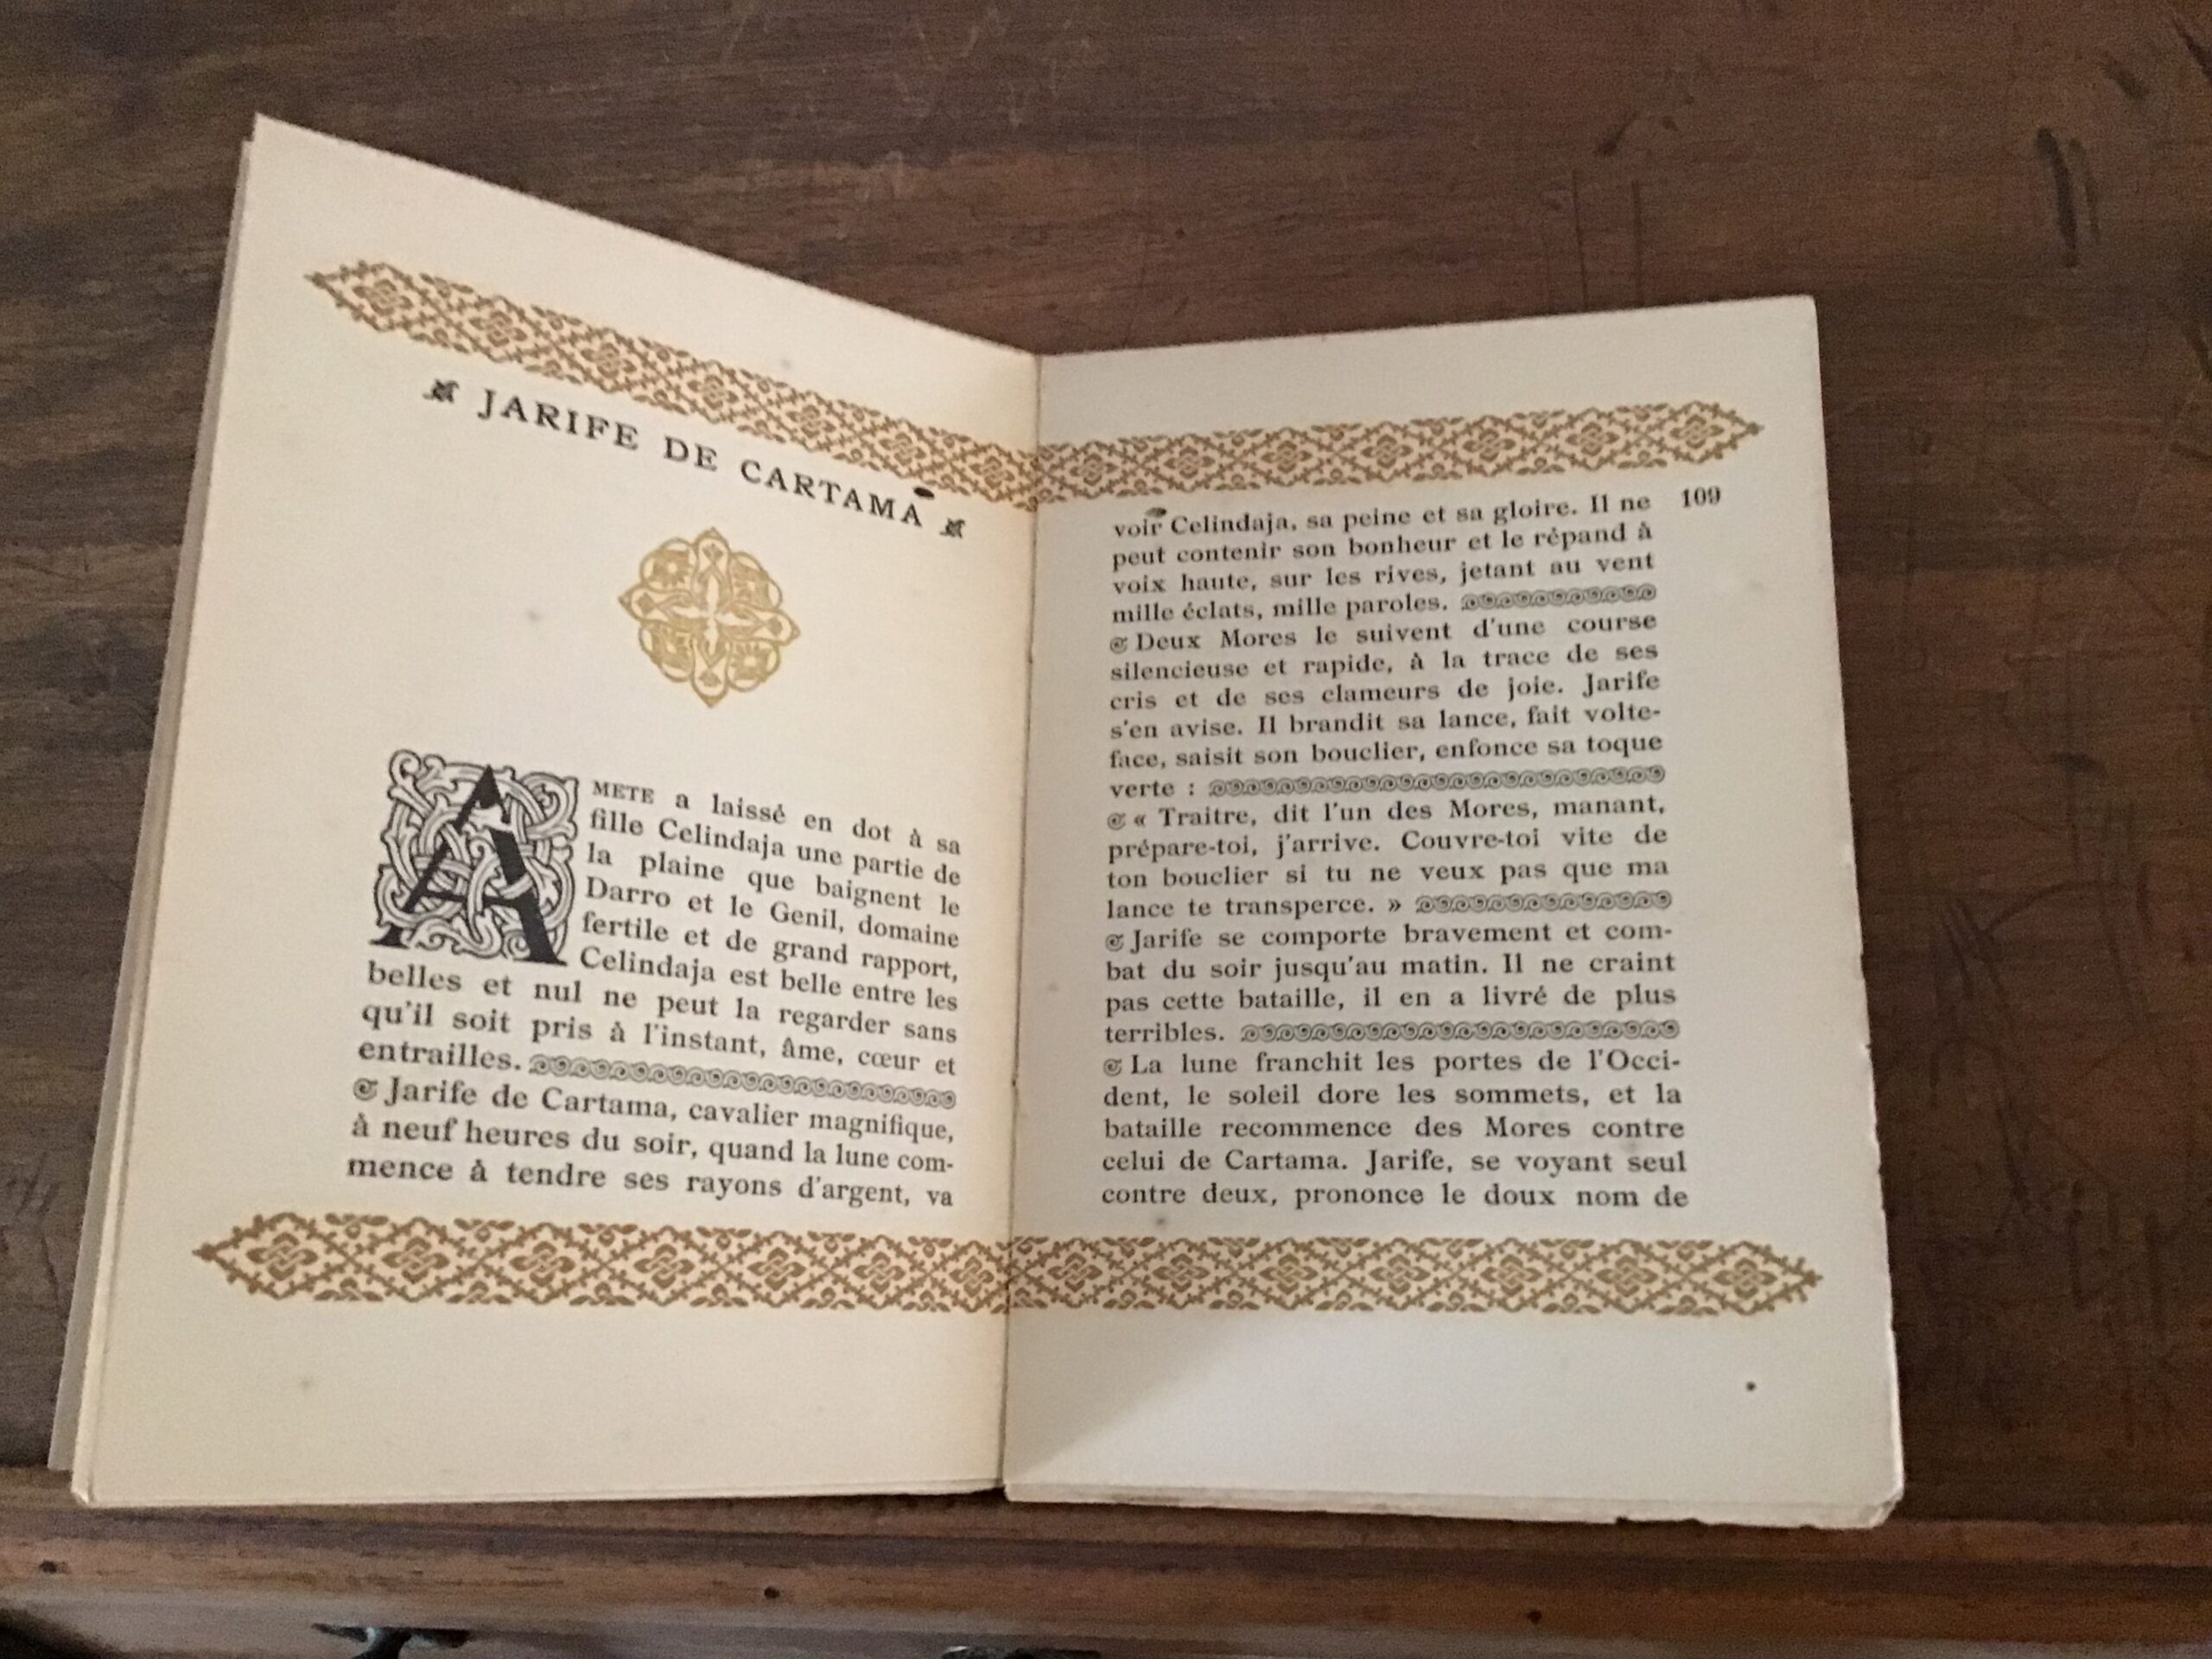 JARIFE DE CARTAMA
AMETE a laissé en dot à sa
fille Celindaja une partie de
la plaine que baignent le
Darro et le Genil, domaine
fertile et de grand rapport,
Celindaja est belle entre les
belles et nul ne peut la regarder sans
qu'il soit pris à l'instant, âme, cœur et
entrailles.
Jarife de Cartama, cavalier magnifique,
à neuf heures du soir, quand la lune com-
mence à tendre ses rayons d'argent, va
109
voir Celindaja, sa peine et sa gloire. Il ne
peut contenir son bonheur et le répand à
voix haute, sur les rives, jetant au vent
mille éclats, mille paroles.
Deux Mores le suivent d'une course
silencieuse et rapide, à la trace de ses
cris et de ses clameurs de joie. Jarife
s'en avise. Il brandit sa lance, fait volte-
face, saisit son bouclier, enfonce sa toque
verte :
« Traitre, dit l'un des Mores, manant,
prépare-toi, j'arrive. Couvre-toi vite de
ton bouclier si tu ne veux pas que ma
lance te transperce. »
Jarife se comporte bravement et com-
bat du soir jusqu'au matin. Il ne craint
pas cette bataille, il en a livré de plus
terribles.
La lune franchit les portes de l'Occi-
dent, le soleil dore les sommets, et la
bataille recommence des Mores contre
celui de Cartama. Jarife, se voyant seul
contre deux, prononce le doux nom de